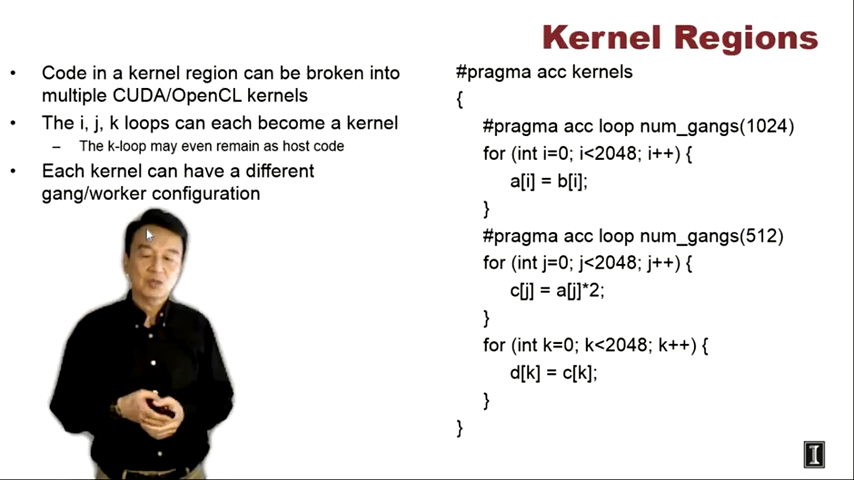 Kernel Regions
• Code in a kernel region can be broken into
multiple CUDA/OpenCL kernels
• The i, j, k loops can each become a kernel
– The k-loop may even remain as host code
• Each kernel can have a different
gang/worker configuration
#pragma acc kernels
{
#pragma acc loop num_gangs(1024)
for (int i=0; i<2048; i++) {
a[i] = b[i];
}
#pragma acc loop num_gangs(512)
for (int j=0; j<2048; j++) {
c[j] = a[j]*2;
}
for (int k=0; k<2048; k++) {
d[k] = c[k];
}
}
I